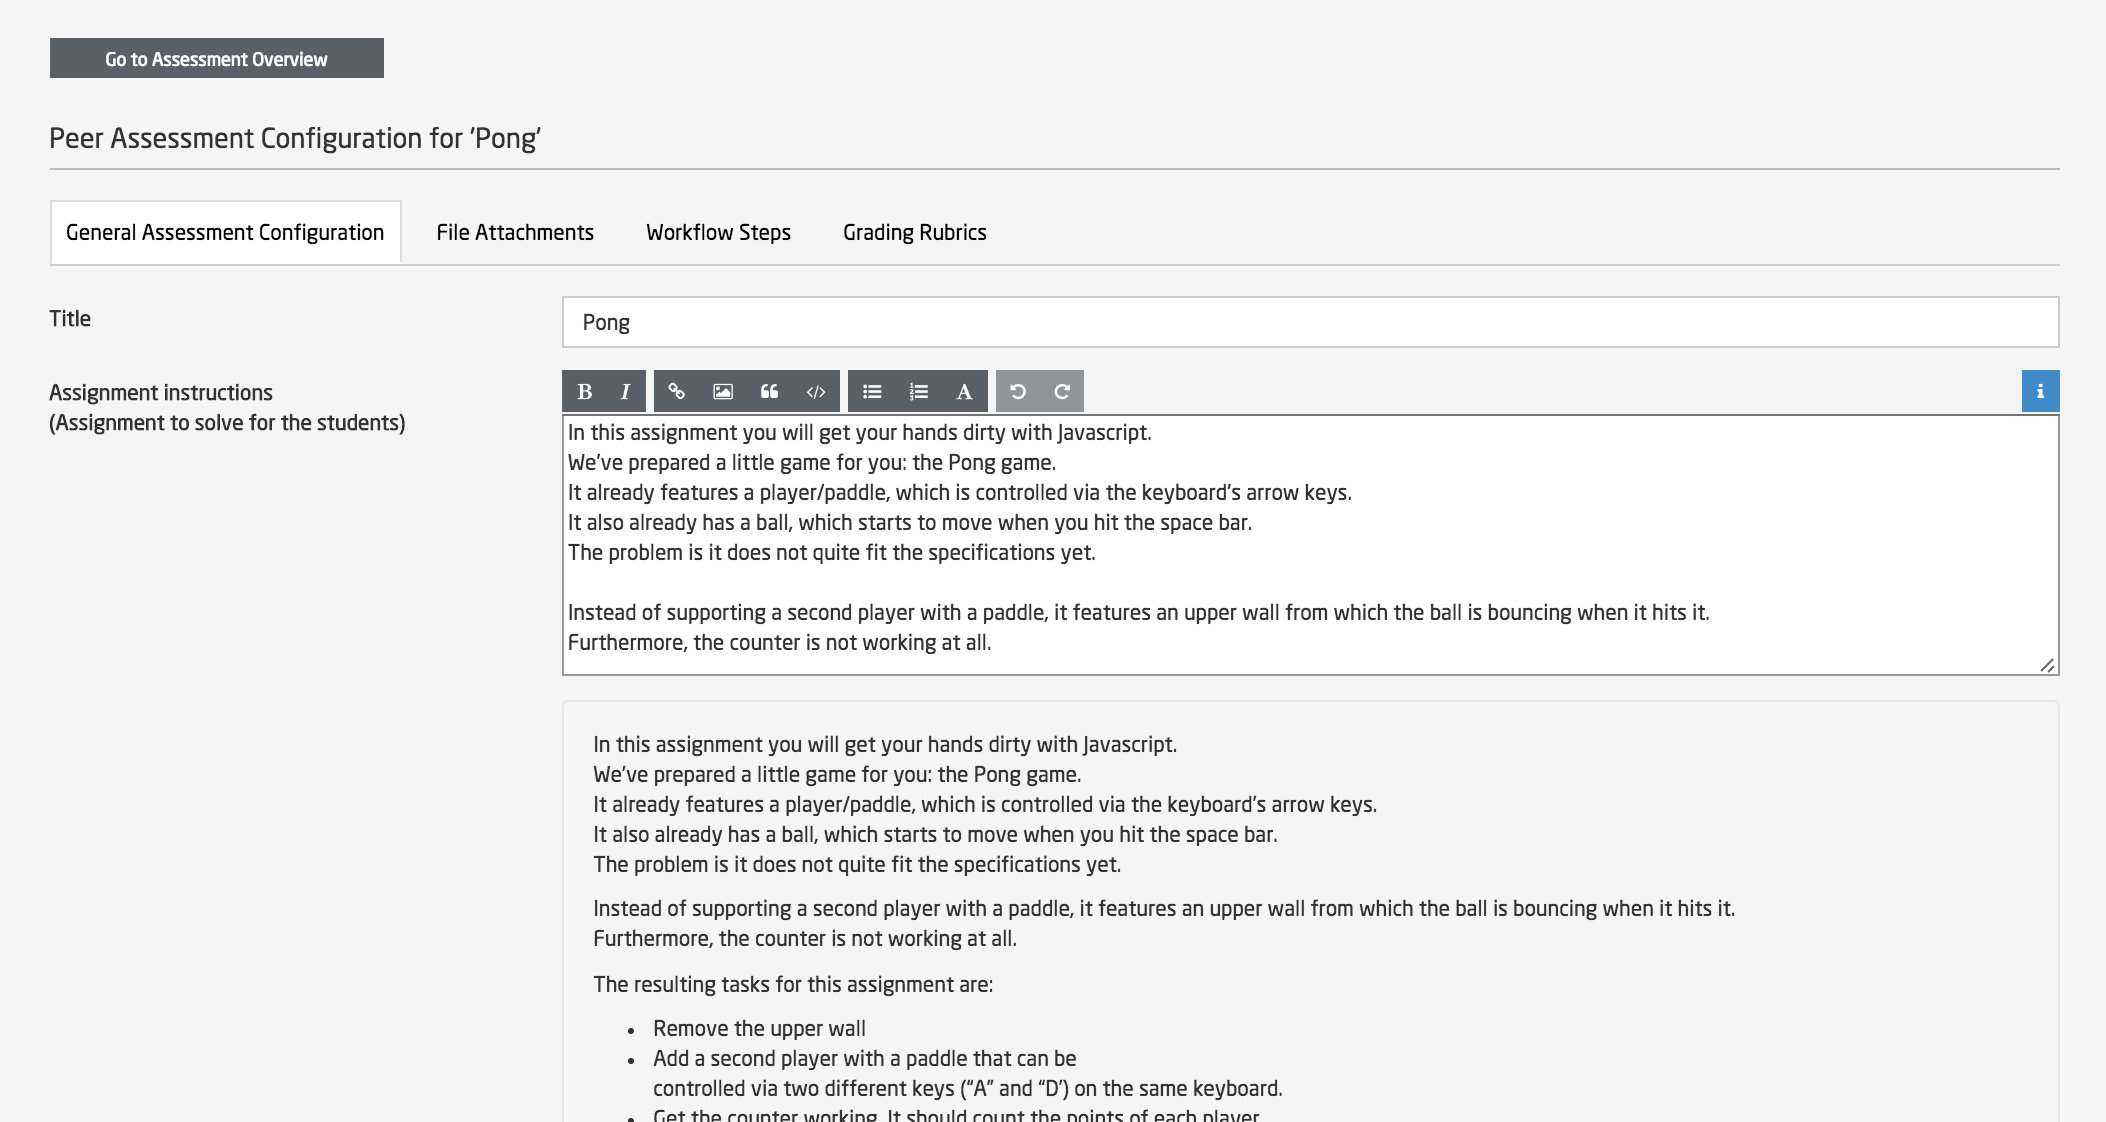 Go to Assessment Overview
Peer Assessment Configuration for 'Pong'
General Assessment Configuration File Attachments Workflow Steps Grading Rubrics
Title
Pong
Assignment instructions
(Assignment to solve for the students)
B I A
In this assignment you will get your hands dirty with Javascript.
We've prepared a little game for you: the Pong game.
It already features a player/paddle, which is controlled via the keyboard's arrow keys.
It also already has a ball, which starts to move when you hit the space bar.
The problem is it does not quite fit the specifications yet.
Instead of supporting a second player with a paddle, it features an upper wall from which the ball is bouncing when it hits it.
Furthermore, the counter is not working at all.
In this assignment you will get your hands dirty with Javascript.
We've prepared a little game for you: the Pong game.
It already features a player/paddle, which is controlled via the keyboard's arrow keys.
It also already has a ball, which starts to move when you hit the space bar.
The problem is it does not quite fit the specifications yet.
Instead of supporting a second player with a paddle, it features an upper wall from which the ball is bouncing when it hits it.
Furthermore, the counter is not working at all.
The resulting tasks for this assignment are:
• Remove the upper wall
• Add a second player with a paddle that can be
controlled via two different keys (“A” and “D’) on the same keyboard.
• Get the counter working. It should count the points of each player